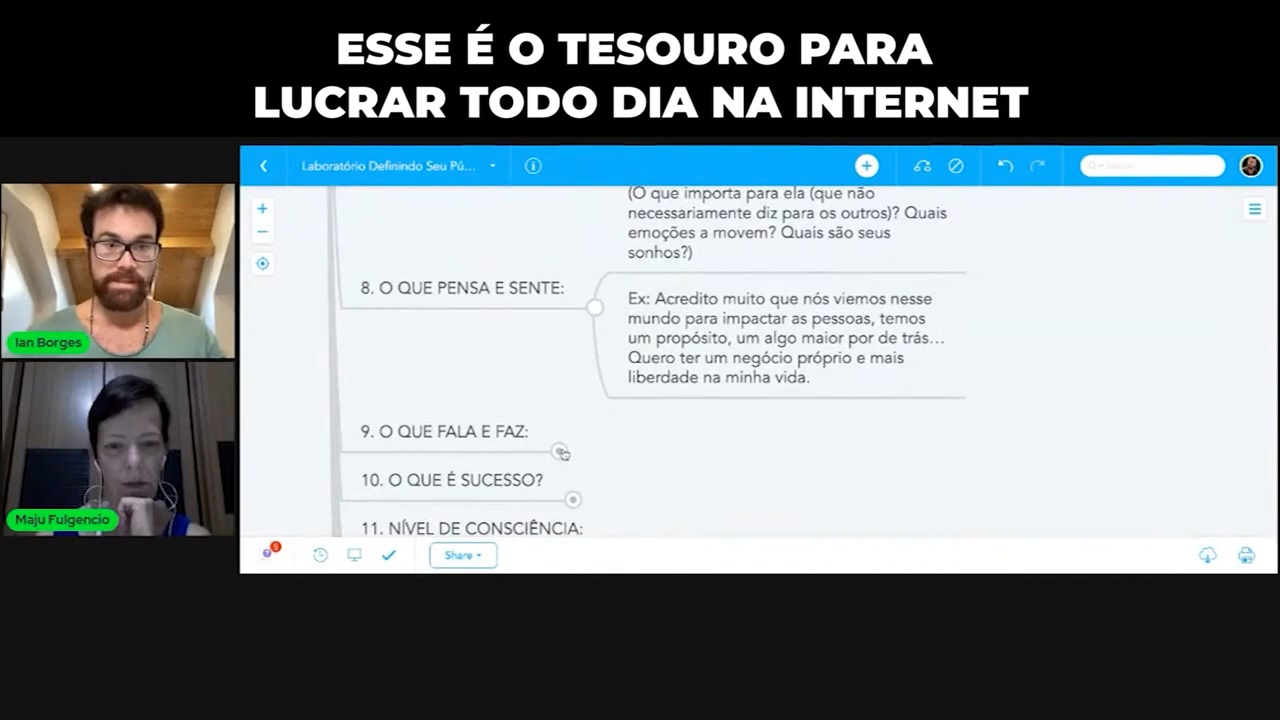 ESSE É O TESOURO PARA
LUCRAR TODO DIA NA INTERNET
Laboratório Definindo Seu Pú...
(O que importa para ela (que não
necessariamente diz para os outros)? Quais
emoções a movem? Quais são seus
sonhos?)
8. O QUE PENSA E SENTE:
Ex: Acredito muito que nós viemos nesse
mundo para impactar as pessoas, temos
um propósito, um algo maior por de trás...
Quero ter um negócio próprio e mais
liberdade na minha vida.
9. O QUE FALA E FAZ:
10. O QUE É SUCESSO?
11. NÍVEL DE CONSCIÊNCIA:
Share
Ian Borges
Maju Fulgencio